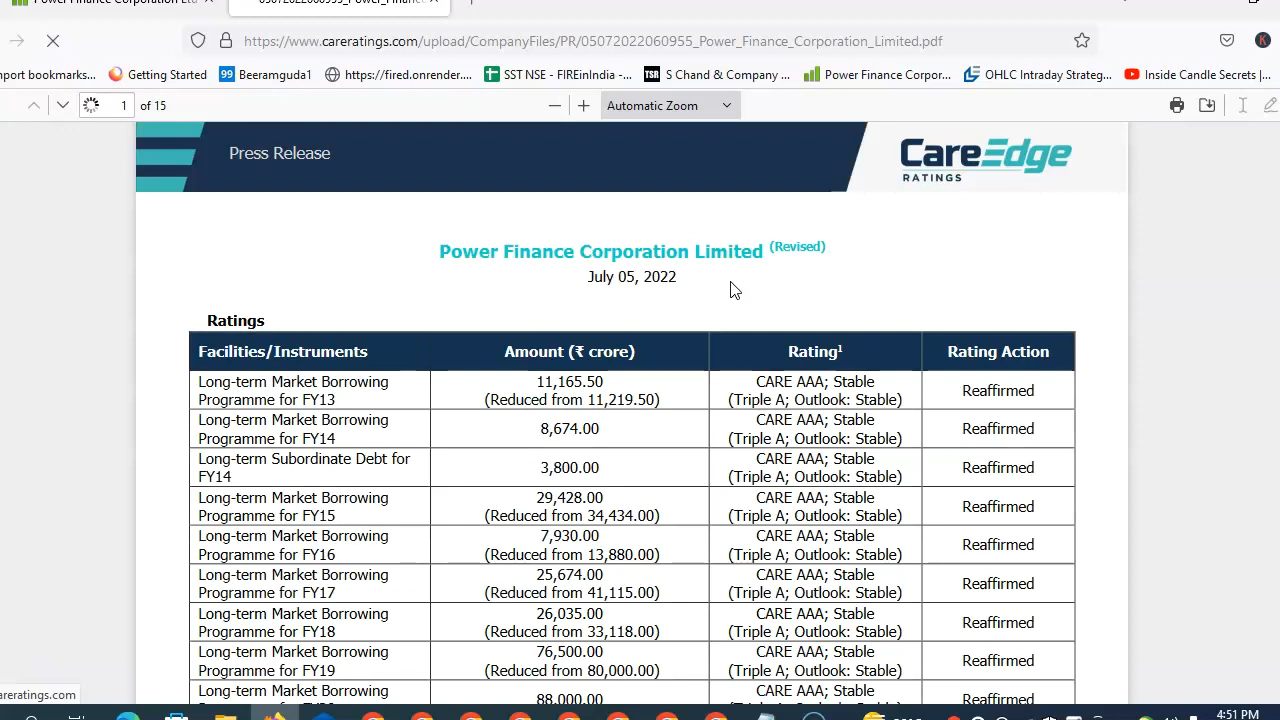 Power Finance Corporation Ltd
05072022060955_Power_Finance
https://www.careratings.com/upload/CompanyFiles/PR/05072022060955_Power_Finance_Corporation_Limited.pdf
K
mport bookmarks...
Getting Started
99 Beeramguda1
https://fired.onrender....
SST NSE - FIREinIndia - ...
TSR S Chand & Company ...
Power Finance Corpor...
OHLC Intraday Strateg...
Inside Candle Secrets |...
1 of 15
Automatic Zoom
Press Release
CareEdge
RATINGS
Power Finance Corporation Limited (Revised)
July 05, 2022
Ratings
Facilities/Instruments Amount (₹ crore) Rating¹ Rating Action
Long-term Market Borrowing
Programme for FY13
11,165.50
(Reduced from 11,219.50)
CARE AAA; Stable
(Triple A; Outlook: Stable)
Reaffirmed
Long-term Market Borrowing
Programme for FY14
8,674.00
CARE AAA; Stable
(Triple A; Outlook: Stable)
Reaffirmed
Long-term Subordinate Debt for
FY14
3,800.00
CARE AAA; Stable
(Triple A; Outlook: Stable)
Reaffirmed
Long-term Market Borrowing
Programme for FY15
29,428.00
(Reduced from 34,434.00)
CARE AAA; Stable
(Triple A; Outlook: Stable)
Reaffirmed
Long-term Market Borrowing
Programme for FY16
7,930.00
(Reduced from 13,880.00)
CARE AAA; Stable
(Triple A; Outlook: Stable)
Reaffirmed
Long-term Market Borrowing
Programme for FY17
25,674.00
(Reduced from 41,115.00)
CARE AAA; Stable
(Triple A; Outlook: Stable)
Reaffirmed
Long-term Market Borrowing
Programme for FY18
26,035.00
(Reduced from 33,118.00)
CARE AAA; Stable
(Triple A; Outlook: Stable)
Reaffirmed
Long-term Market Borrowing
Programme for FY19
76,500.00
(Reduced from 80,000.00)
CARE AAA; Stable
(Triple A; Outlook: Stable)
Reaffirmed
Long-term Market Borrowing
88,000.00
CARE AAA; Stable
Reaffirmed
areratings.com
4:51 PM